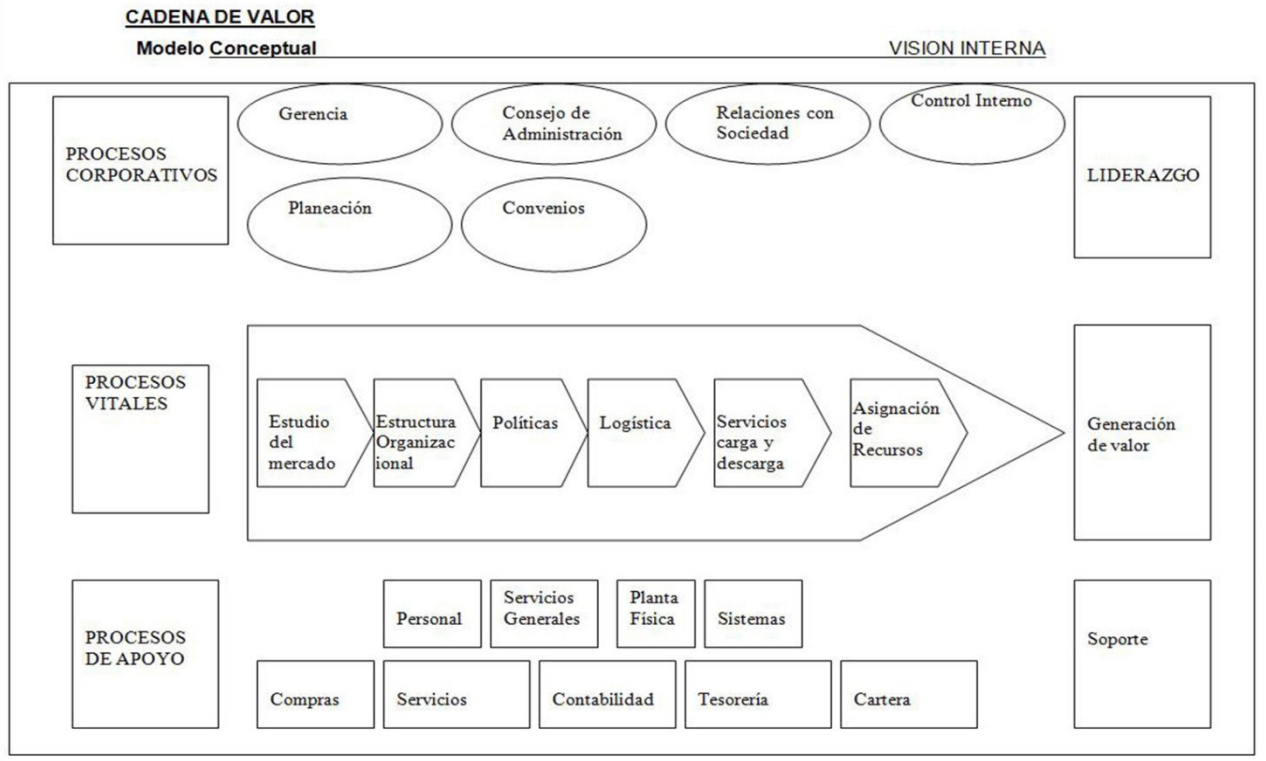 CADENA DE VALOR
Modelo Conceptual VISION INTERNA
PROCESOS
CORPORATIVOS
Gerencia
Consejo de
Administración
Relaciones con
Sociedad
Control Interno
Planeación
Convenios
LIDERAZGO
PROCESOS
VITALES
Estudio
del
mercado
Estructura
Organizac
ional
Políticas
Logística
Servicios
carga y
descarga
Asignación
de
Recursos
Generación
de valor
PROCESOS
DE APOYO
Personal
Servicios
Generales
Planta
Física
Sistemas
Compras
Servicios
Contabilidad
Tesorería
Cartera
Soporte